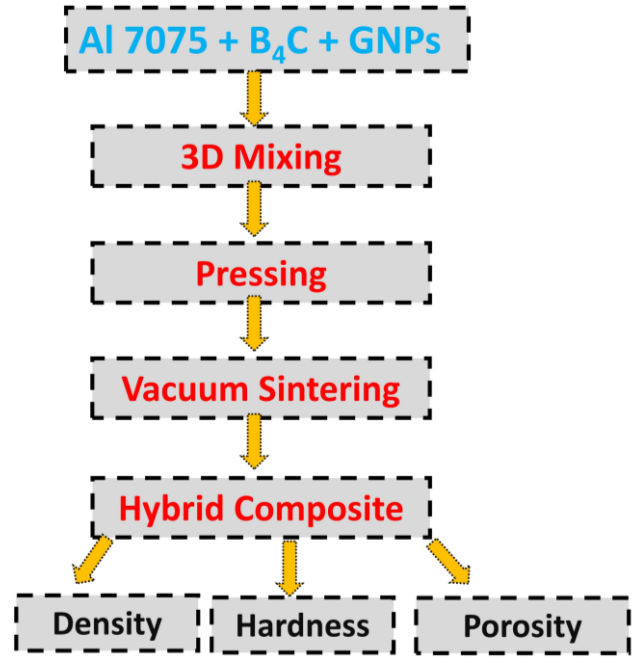 Al 7075 + B₄C + GNPs
3D Mixing
Pressing
Vacuum Sintering
Hybrid Composite
Density
Hardness
Porosity